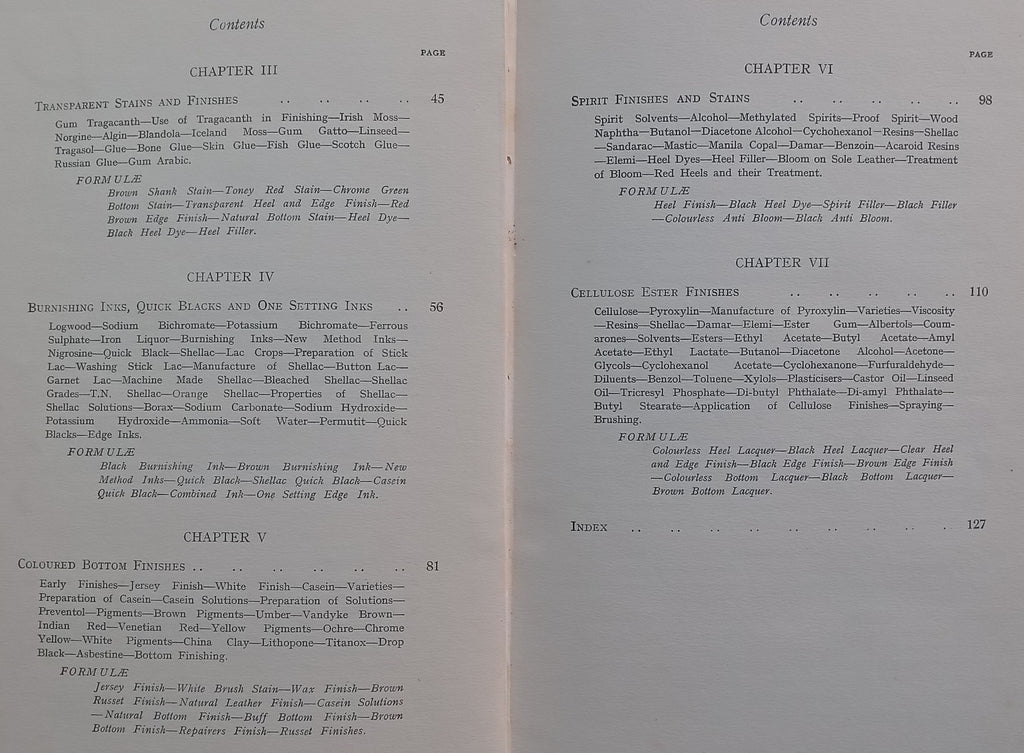 Contents
PAGE
CHAPTER III
TRANSPARENT STAINS AND FINISHES .. .. .. .. 45
Gum Tragacanth—Use of Tragacanth in Finishing—Irish Moss—
Norgine—Algin—Blandola—Iceland Moss—Gum Gatto—Linseed—
Tragasol—Glue—Bone Glue—Skin Glue—Fish Glue—Scotch Glue—
Russian Glue—Gum Arabic.
FORMULÆ
Brown Shank Stain—Toney Red Stain—Chrome Green
Bottom Stain—Transparent Heel and Edge Finish—Red
Brown Edge Finish—Natural Bottom Stain—Heel Dye—
Black Heel Dye—Heel Filler.
CHAPTER IV
BURNISHING INKS, QUICK BLACKS AND ONE SETTING INKS .. 56
Logwood—Sodium Bichromate—Potassium Bichromate—Ferrous
Sulphate—Iron Liquor—Burnishing Inks—New Method Inks—
Nigrosine—Quick Black—Shellac—Lac Crops—Preparation of Stick
Lac—Washing Stick Lac—Manufacture of Shellac—Button Lac—
Garnet Lac—Machine Made Shellac—Bleached Shellac—Shellac
Grades—T.N. Shellac—Orange Shellac—Properties of Shellac—
Shellac Solutions—Borax—Sodium Carbonate—Sodium Hydroxide—
Potassium Hydroxide—Ammonia—Soft Water—Permutit—Quick
Blacks—Edge Inks.
FORMULÆ
Black Burnishing Ink—Brown Burnishing Ink—New
Method Inks—Quick Black—Shellac Quick Black—Casein
Quick Black—Combined Ink—One Setting Edge Ink.
CHAPTER V
COLOURED BOTTOM FINISHES .. .. .. .. .. .. 81
Early Finishes—Jersey Finish—White Finish—Casein—Varieties—
Preparation of Casein—Casein Solutions—Preparation of Solutions—
Preventol—Pigments—Brown Pigments—Umber—Vandyke Brown—
Indian Red—Venetian Red—Yellow Pigments—Ochre—Chrome
Yellow—White Pigments—China Clay—Lithopone—Titanox—Drop
Black—Asbestine—Bottom Finishing.
FORMULÆ
Jersey Finish—White Brush Stain—Wax Finish—Brown
Russet Finish—Natural Leather Finish—Casein Solutions
—Natural Bottom Finish—Buff Bottom Finish—Brown
Bottom Finish—Repairers Finish—Russet Finishes.
Contents
PAGE
CHAPTER VI
SPIRIT FINISHES AND STAINS .. .. .. .. .. 98
Spirit Solvents—Alcohol—Methylated Spirits—Proof Spirit—Wood
Naphtha—Butanol—Diacetone Alcohol—Cychohexanol—Resins—Shellac
—Sandarac—Mastic—Manila Copal—Damar—Benzoin—Acaroid Resins
—Elemi—Heel Dyes—Heel Filler—Bloom on Sole Leather—Treatment
of Bloom—Red Heels and their Treatment.
FORMULÆ
Heel Finish—Black Heel Dye—Spirit Filler—Black Filler
—Colourless Anti Bloom—Black Anti Bloom.
CHAPTER VII
CELLULOSE ESTER FINISHES .. .. .. .. .. 110
Cellulose—Pyroxylin—Manufacture of Pyroxylin—Varieties—Viscosity
—Resins—Shellac—Damar—Elemi—Ester Gum—Albertols—Coum-
arones—Solvents—Esters—Ethyl Acetate—Butyl Acetate—Amyl
Acetate—Ethyl Lactate—Butanol—Diacetone Alcohol—Acetone—
Glycols—Cyclohexanol Acetate—Cyclohexanone—Furfuraldehyde—
Diluents—Benzol—Toluene—Xylols—Plasticisers—Castor Oil—Linseed
Oil—Tricresyl Phosphate—Di-butyl Phthalate—Di-amyl Phthalate—
Butyl Stearate—Application of Cellulose Finishes—Spraying—
Brushing.
FORMULÆ
Colourless Heel Lacquer—Black Heel Lacquer—Clear Heel
and Edge Finish—Black Edge Finish—Brown Edge Finish
—Colourless Bottom Lacquer—Black Bottom Lacquer—
Brown Bottom Lacquer.
INDEX .. .. .. .. .. .. .. .. . 127